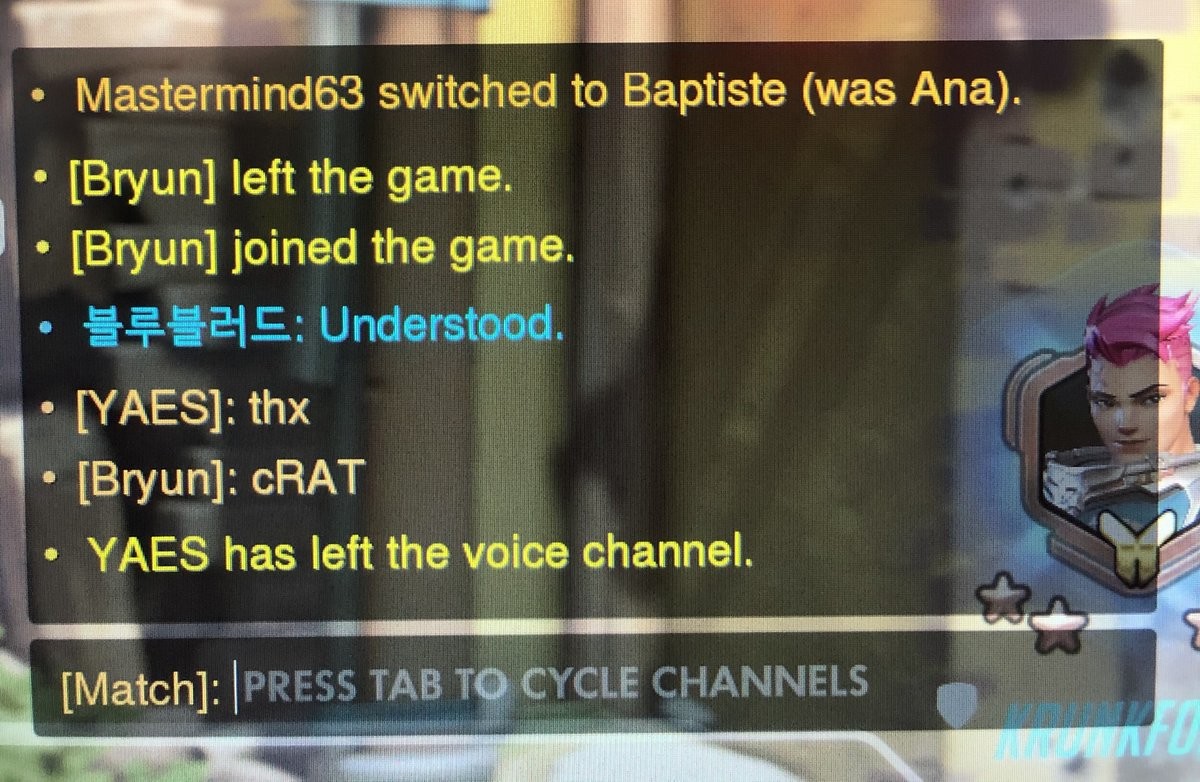 • Mastermind63 switched to Baptiste (was Ana).
• [Bryun] left the game.
• [Bryun] joined the game.
• 블루블러드: Understood.
• [YAES]: thx
• [Bryun]: cRAT
• YAES has left the voice channel.
[Match]: PRESS TAB TO CYCLE CHANNELS